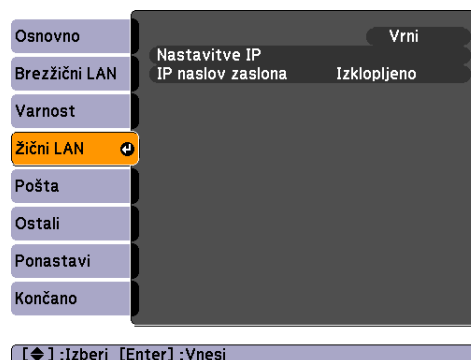 Osnovno
Brezžični LAN
Varnost
Žični LAN
Pošta
Ostali
Ponastavi
Končano
Vrni
Nastavitve IP
IP naslov zaslona Izklopljeno
[◆] :Izberi [Enter] :Vnesi